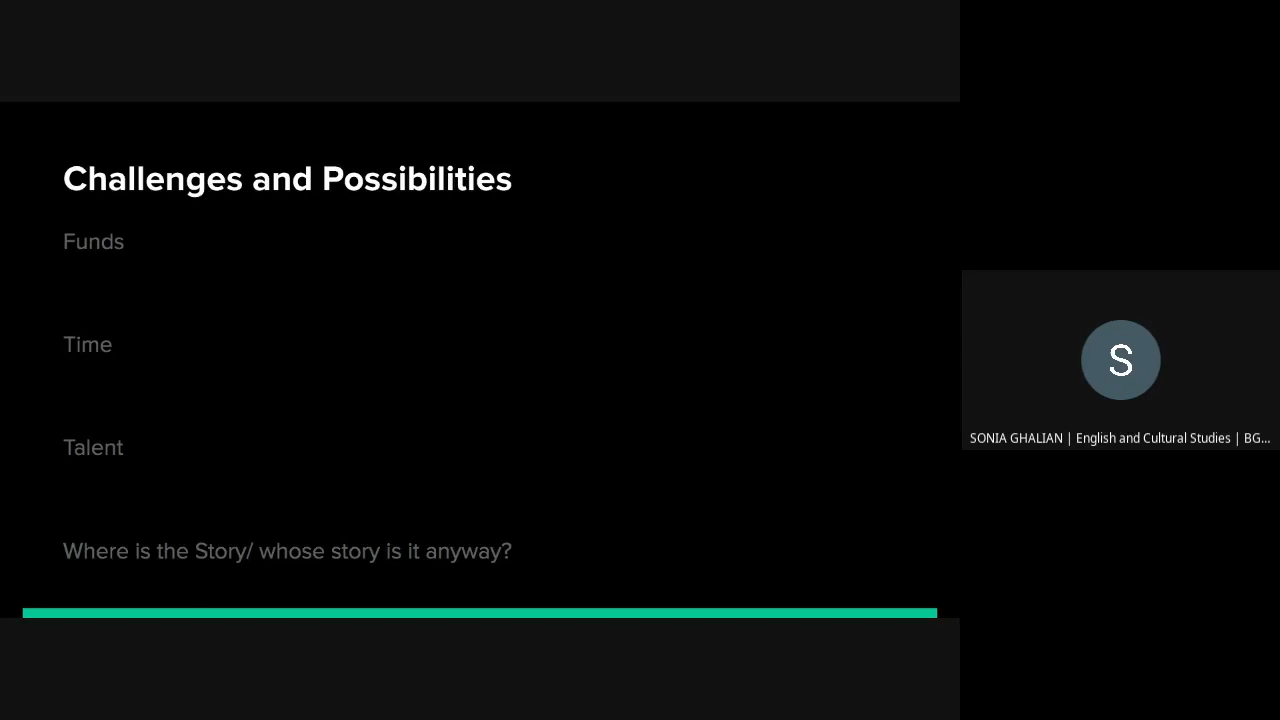 Challenges and Possibilities
Funds
Time
Talent
Where is the Story/ whose story is it anyway?
S
SONIA GHALIAN | English and Cultural Studies | BG...